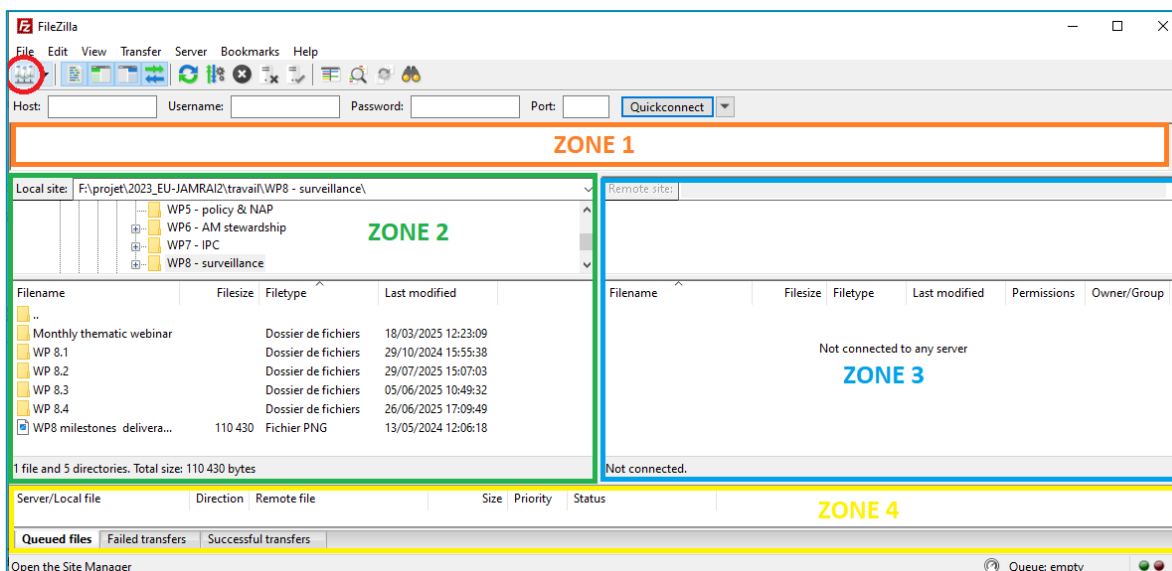 FileZilla
File Edit View Transfer Server Bookmarks Help
Host: Username: Password: Port: Quickconnect
ZONE 1
Local site: F:\projet\2023_EU-JAMRAI2\travail\WP8 - surveillance\ Remote site:
WP5 - policy & NAP
WP6 - AM stewardship
ZONE 2
WP7 - IPC
WP8 - surveillance
Filename Filesize Filetype Last modified Filename Filesize Filetype Last modified Permissions Owner/Group
..
Monthly thematic webinar Dossier de fichiers 18/03/2025 12:23:09
WP 8.1 Dossier de fichiers 29/10/2024 15:55:38 Not connected to any server
WP 8.2 Dossier de fichiers 29/07/2025 15:07:03
ZONE 3
WP 8.3 Dossier de fichiers 05/06/2025 10:49:32
WP 8.4 Dossier de fichiers 26/06/2025 17:09:49
WP8 milestones delivera... 110 430 Fichier PNG 13/05/2024 12:06:18
1 file and 5 directories. Total size: 110 430 bytes Not connected.
Server/Local file Direction Remote file Size Priority Status
ZONE 4
Queued files Failed transfers Successful transfers
Open the Site Manager Queue: empty